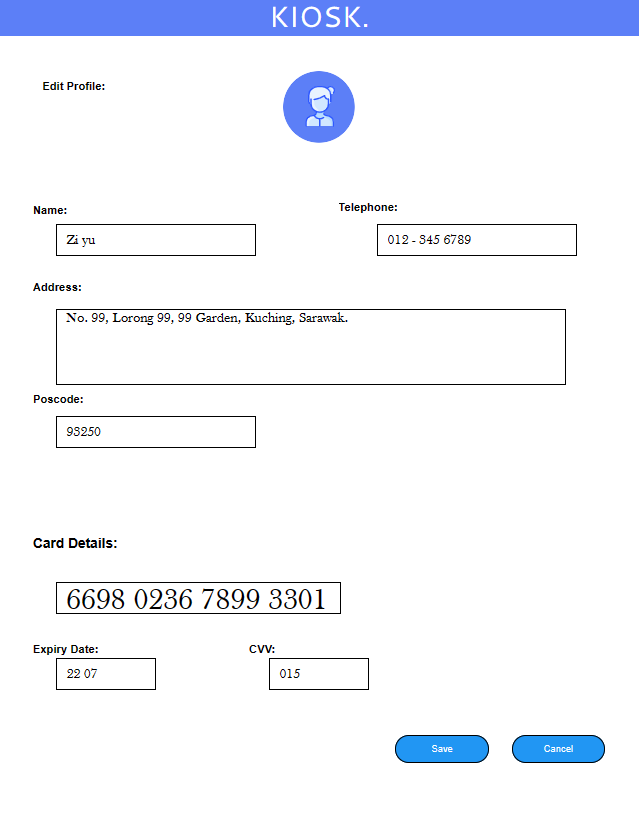 KIOSK.
Edit Profile:
Name:
Telephone:
Zi yu
012 - 345 6789
Address:
No. 99, Lorong 99, 99 Garden, Kuching, Sarawak.
Poscode:
93250
Card Details:
6698 0236 7899 3301
Expiry Date:
CVV:
22 07
015
Save
Cancel